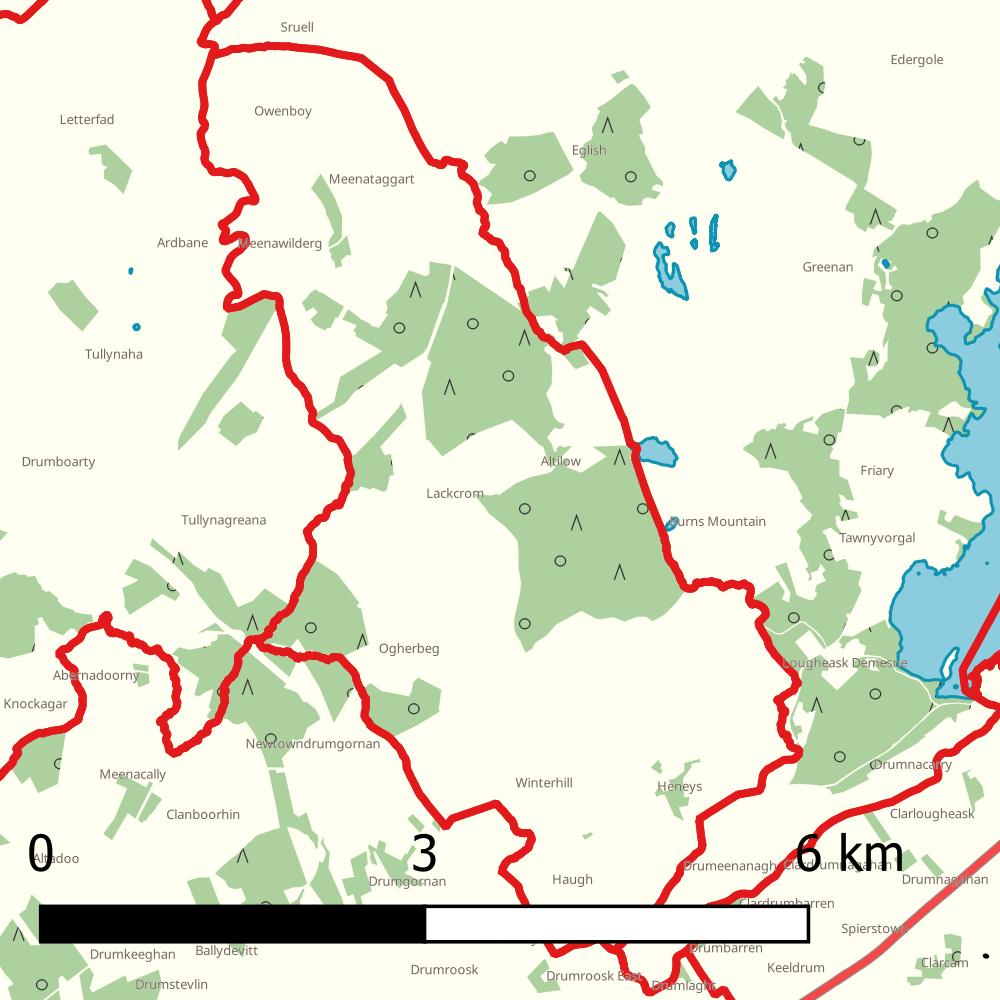 Sruell
Edergole
Owenboy
Letterfad
Eglish
Meenataggart
Ardbane
Meenawilderg
Greenan
Tullynaha
Drumboarty
Altilow
Friary
Lackcrom
Tullynagreana
Burns Mountain
Tawnyvorgal
Ogherbeg
Lougheask Demesne
Abernadoorny
Knockagar
Newtowndrumgornan
Drumnacarry
Meenacally
Winterhill
Heneys
Clanboorhin
Clarlougheask
0
3
6 km
Altadoo
Drumeenanagh
Clardrumnagahan
Drumgornan
Haugh
Drumnagahan
Clardrumbarren
Spierstown
Drumkeeghan
Ballydevitt
Drumbarren
Drumroosk
Keeldrum
Clarcam
Drumroosk East
Drumstevlin
Drumlaght